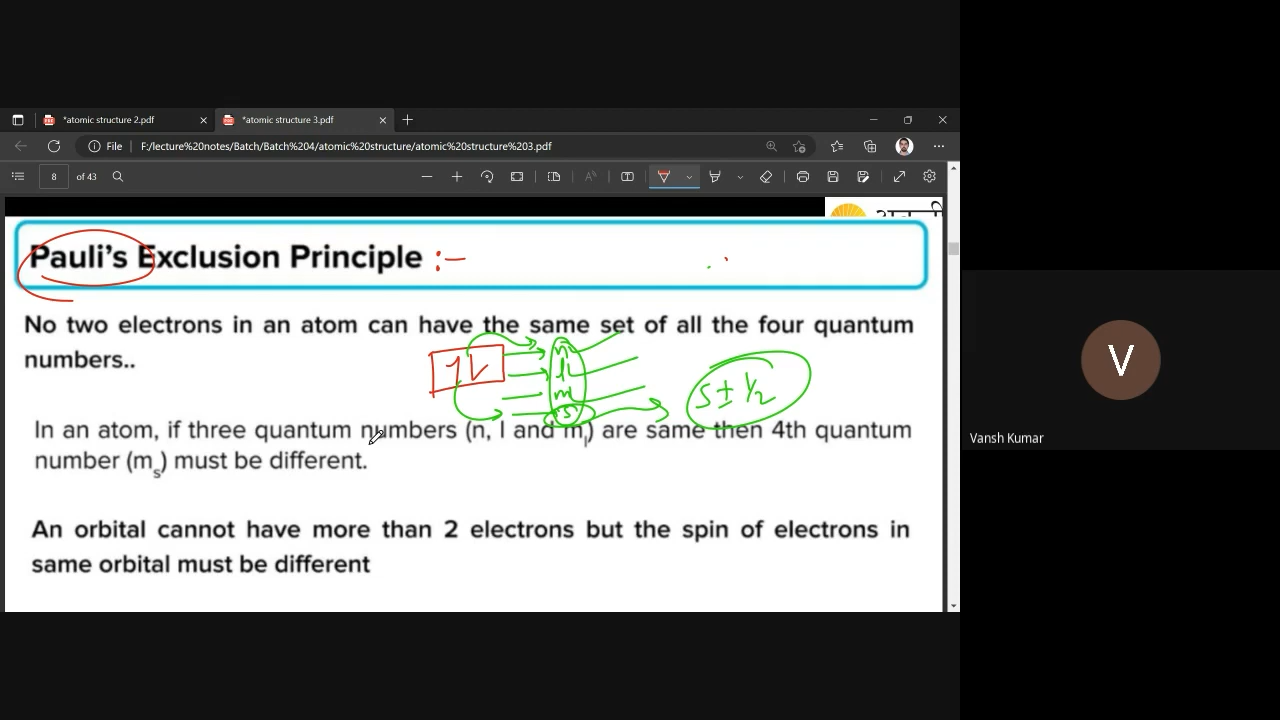 *atomic structure 2.pdf
*atomic structure 3.pdf
File F:/lecture%20notes/Batch/Batch%204/atomic%20structure/atomic%20structure%203.pdf
8 of 43
Pauli's Exclusion Principle :-
No two electrons in an atom can have the same set of all the four quantum
numbers..
n
l
m
s
s ± 1/2
In an atom, if three quantum numbers (n, l and ml) are same then 4th quantum
number (ms) must be different.
An orbital cannot have more than 2 electrons but the spin of electrons in
same orbital must be different
V
Vansh Kumar